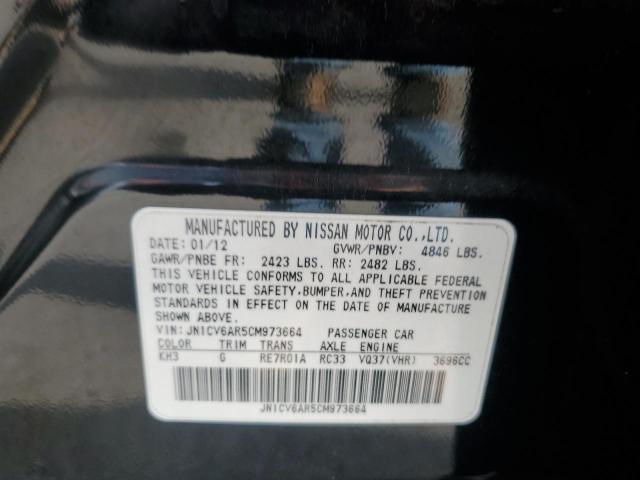 MANUFACTURED BY NISSAN MOTOR CO.,LTD.
DATE: 01/12 GVWR/PNBV: 4846 LBS.
GAWR/PNBE FR: 2423 LBS. RR: 2482 LBS.
THIS VEHICLE CONFORMS TO ALL APPLICABLE FEDERAL
MOTOR VEHICLE SAFETY,BUMPER,AND THEFT PREVENTION
STANDARDS IN EFFECT ON THE DATE OF MANUFACTURE
SHOWN ABOVE.
VIN: JN1CV6AR5CM973664 PASSENGER CAR
COLOR TRIM TRANS AXLE ENGINE
KH3 G RE7R01A RC33 VQ37(VHR) 3696CC
JN1CV6AR5CM973664